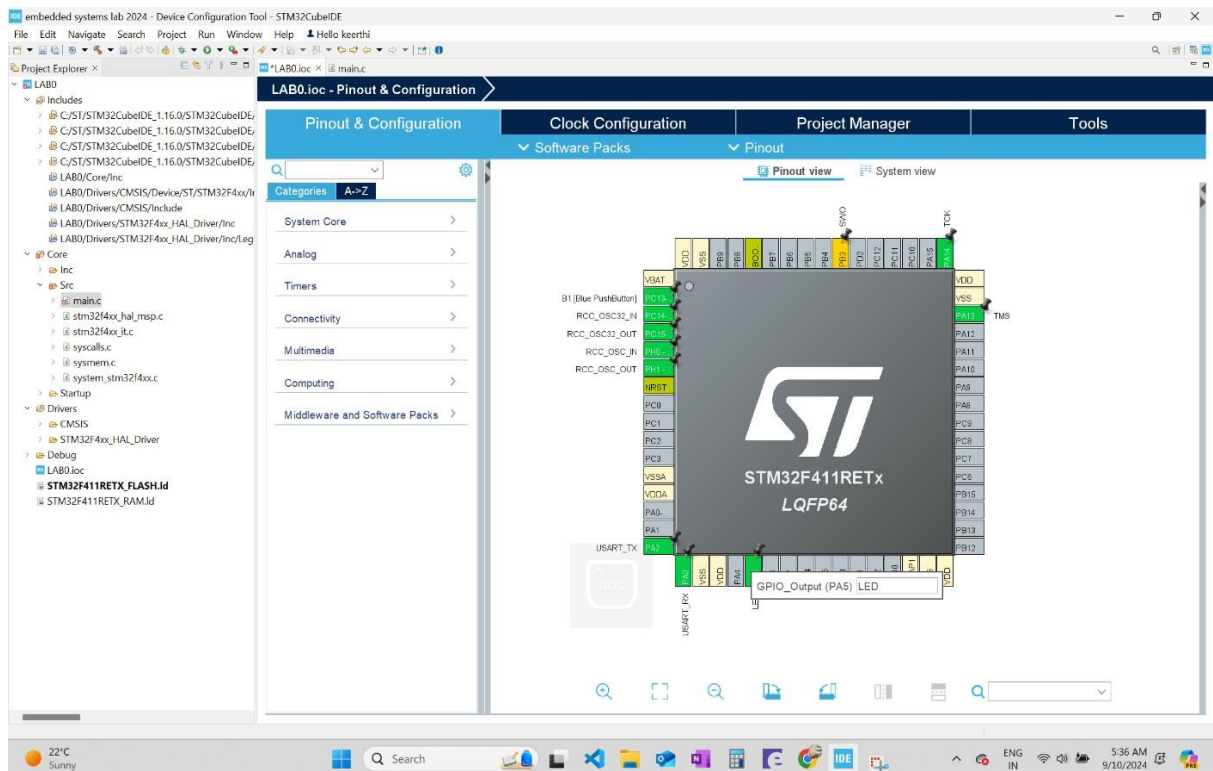 embedded systems lab 2024 - Device Configuration Tool - STM32CubeIDE
File Edit Navigate Search Project Run Window Help Hello keerthi
Project Explorer
*LAB0.ioc
main.c
LAB0
Includes
C:/ST/STM32CubeIDE_1.16.0/STM32CubeIDE/
C:/ST/STM32CubeIDE_1.16.0/STM32CubeIDE/
C:/ST/STM32CubeIDE_1.16.0/STM32CubeIDE/
C:/ST/STM32CubeIDE_1.16.0/STM32CubeIDE/
LAB0/Core/Inc
LAB0/Drivers/CMSIS/Device/ST/STM32F4xx/I
LAB0/Drivers/CMSIS/Include
LAB0/Drivers/STM32F4xx_HAL_Driver/Inc
LAB0/Drivers/STM32F4xx_HAL_Driver/Inc/Leg
Core
Inc
Src
main.c
stm32f4xx_hal_msp.c
stm32f4xx_it.c
syscalls.c
sysmem.c
system_stm32f4xx.c
Startup
Drivers
CMSIS
STM32F4xx_HAL_Driver
Debug
LAB0.ioc
STM32F411RETX_FLASH.ld
STM32F411RETX_RAM.ld
LAB0.ioc - Pinout & Configuration
Pinout & Configuration
Clock Configuration
Project Manager
Tools
Software Packs
Pinout
Categories A->Z
System Core
Analog
Timers
Connectivity
Multimedia
Computing
Middleware and Software Packs
Pinout view
System view
SWO
TCK
VDD
VSS
PB9
PB8
BOO
PB7
PB6
PB5
PB4
PB3
PD2
PC12
PC11
PC10
PA15
PA14
VBAT
B1 [Blue PushButton] PC13-
RCC_OSC32_IN PC14-
RCC_OSC32_OUT PC15-
RCC_OSC_IN PH0 -
RCC_OSC_OUT PH1 -
NRST
PC0
PC1
PC2
PC3
VSSA
VDDA
PA0-
PA1
USART_TX PA2
VDD
VSS
PA13 TMS
PA12
PA11
PA10
PA9
PA8
PC9
PC8
PC7
PC6
PB15
PB14
PB13
PB12
STM32F411RETx
LQFP64
PA3
VSS
VDD
PA4
VDD
GPIO_Output (PA5) LED
USART_RX
abc
22°C
Sunny
Search
IDE
ENG
IN
5:36 AM
9/10/2024